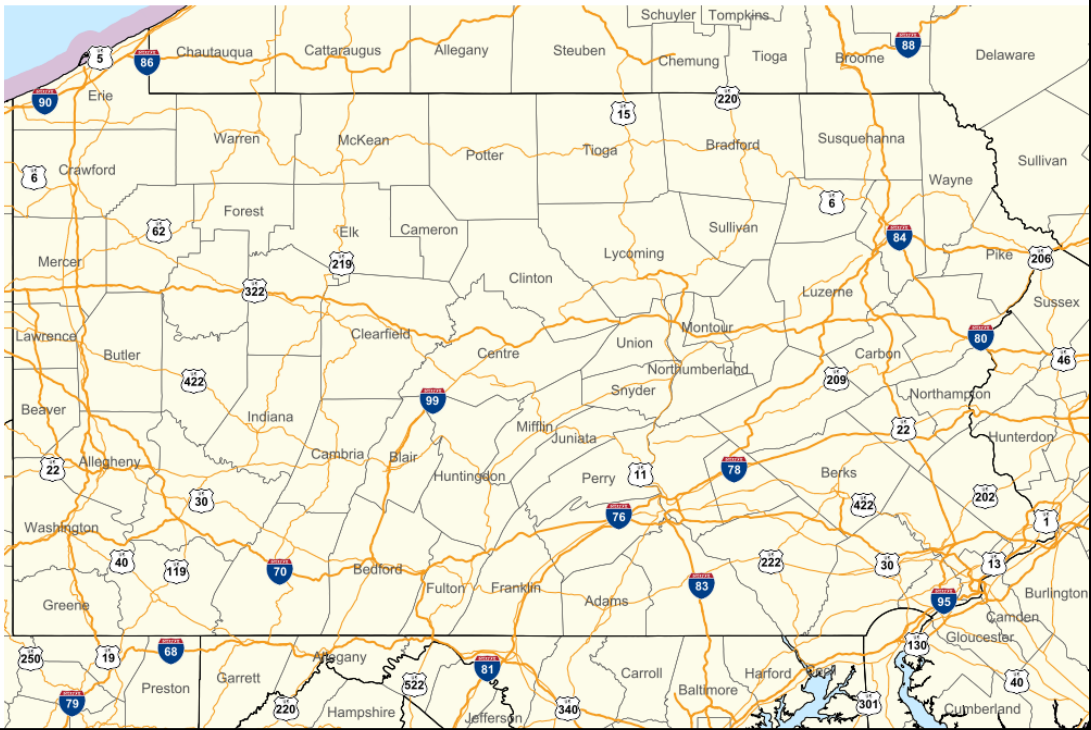 Schuyler
Tompkins
5
86
Chautauqua
Cattaraugus
Allegany
Steuben
Chemung
Tioga
Broome
88
Delaware
90
Erie
15
220
Warren
McKean
Potter
Tioga
Bradford
Susquehanna
Sullivan
6
Crawford
Wayne
62
Forest
Elk
Cameron
6
Sullivan
84
Mercer
219
Lycoming
Pike
206
322
Clinton
Luzerne
Sussex
Lawrence
Butler
Clearfield
Centre
Union
Montour
80
46
422
99
Northumberland
Carbon
209
Snyder
Northampton
Beaver
Indiana
Mifflin
Juniata
22
Hunterdon
22
Allegheny
Cambria
Blair
Huntingdon
Perry
11
78
Berks
30
422
202
Washington
76
1
40
119
70
Bedford
Fulton
Franklin
Adams
83
222
30
13
95
Burlington
Greene
Camden
Gloucester
250
19
68
Allegany
130
79
Preston
Garrett
522
81
Carroll
Harford
Baltimore
40
220
Hampshire
Jefferson
340
301
Cumberland